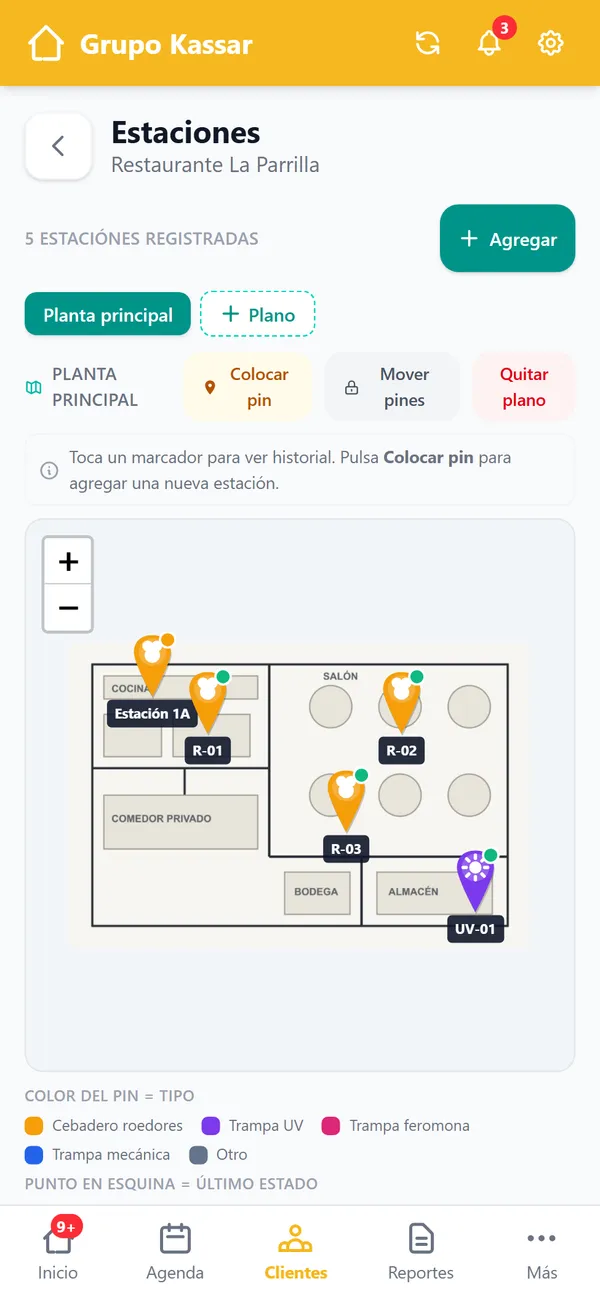 Grupo Kassar
3
Estaciones
Restaurante La Parrilla
5 ESTACIÓNES REGISTRADAS
+ Agregar
Planta principal
+ Plano
PLANTA
PRINCIPAL
Colocar
pin
Mover
pines
Quitar
plano
Toca un marcador para ver historial. Pulsa Colocar pin para
agregar una nueva estación.
+
−
COCINA
SALÓN
Estación 1A
R-01
R-02
COMEDOR PRIVADO
R-03
BODEGA
ALMACÉN
UV-01
COLOR DEL PIN = TIPO
Cebadero roedores
Trampa UV
Trampa feromona
Trampa mecánica
Otro
PUNTO EN ESQUINA = ÚLTIMO ESTADO
9+
Inicio
Agenda
Clientes
Reportes
Más